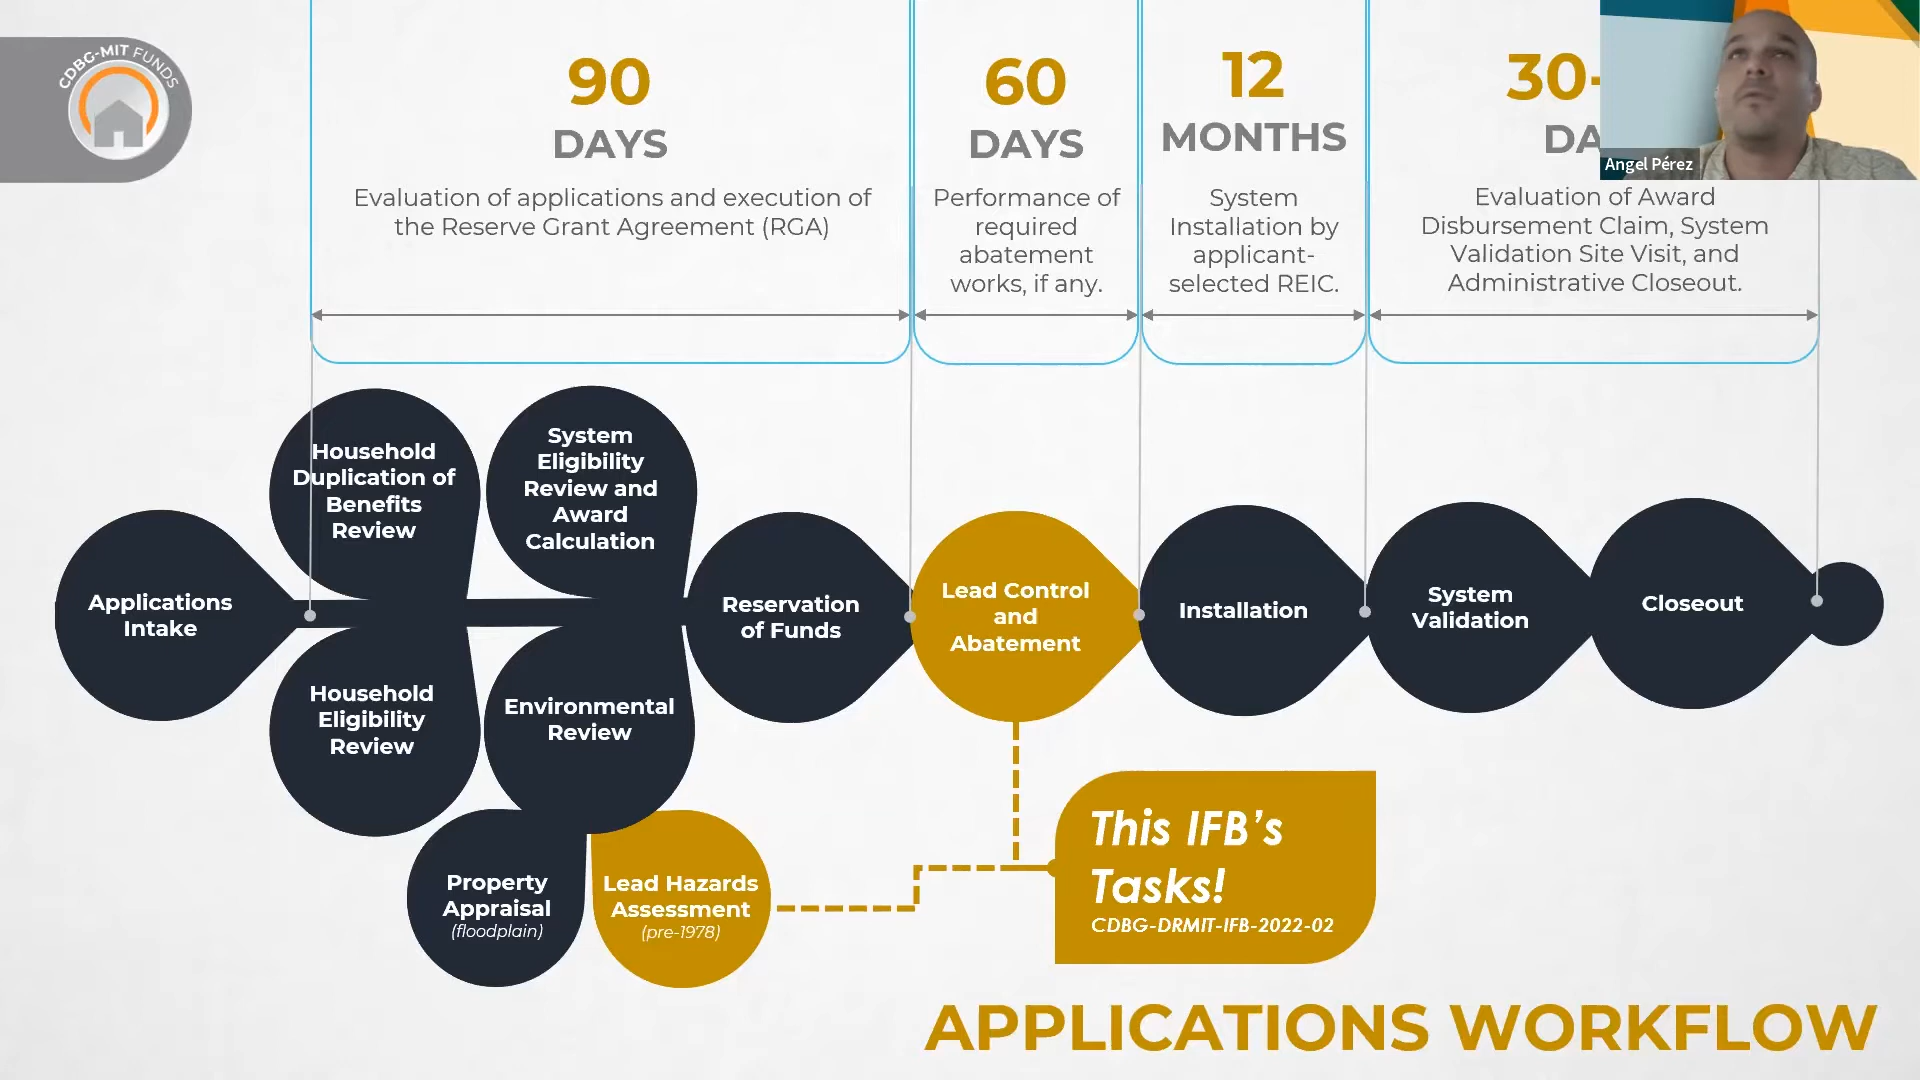 CDBG-MIT FUNDS
90
DAYS
Evaluation of applications and execution of
the Reserve Grant Agreement (RGA)
60
DAYS
Performance of
required
abatement
works, if any.
12
MONTHS
System
Installation by
applicant-
selected REIC.
30-
DA
Evaluation of Award
Disbursement Claim, System
Validation Site Visit, and
Administrative Closeout.
Angel Pérez
Applications
Intake
Household
Duplication of
Benefits
Review
System
Eligibility
Review and
Award
Calculation
Household
Eligibility
Review
Environmental
Review
Property
Appraisal
(floodplain)
Lead Hazards
Assessment
(pre-1978)
Reservation
of Funds
Lead Control
and
Abatement
Installation
System
Validation
Closeout
This IFB's
Tasks!
CDBG-DRMIT-IFB-2022-02
APPLICATIONS WORKFLOW